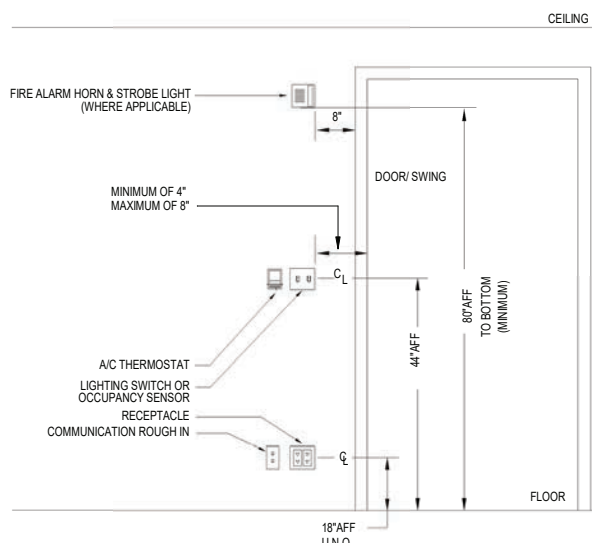 CEILING
FIRE ALARM HORN & STROBE LIGHT
(WHERE APPLICABLE)
8"
DOOR/ SWING
MINIMUM OF 4"
MAXIMUM OF 8"
CL
80"AFF
TO BOTTOM
(MINIMUM)
44"AFF
A/C THERMOSTAT
LIGHTING SWITCH OR
OCCUPANCY SENSOR
RECEPTACLE
COMMUNICATION ROUGH IN
CL
FLOOR
18"AFF
U.N.O.